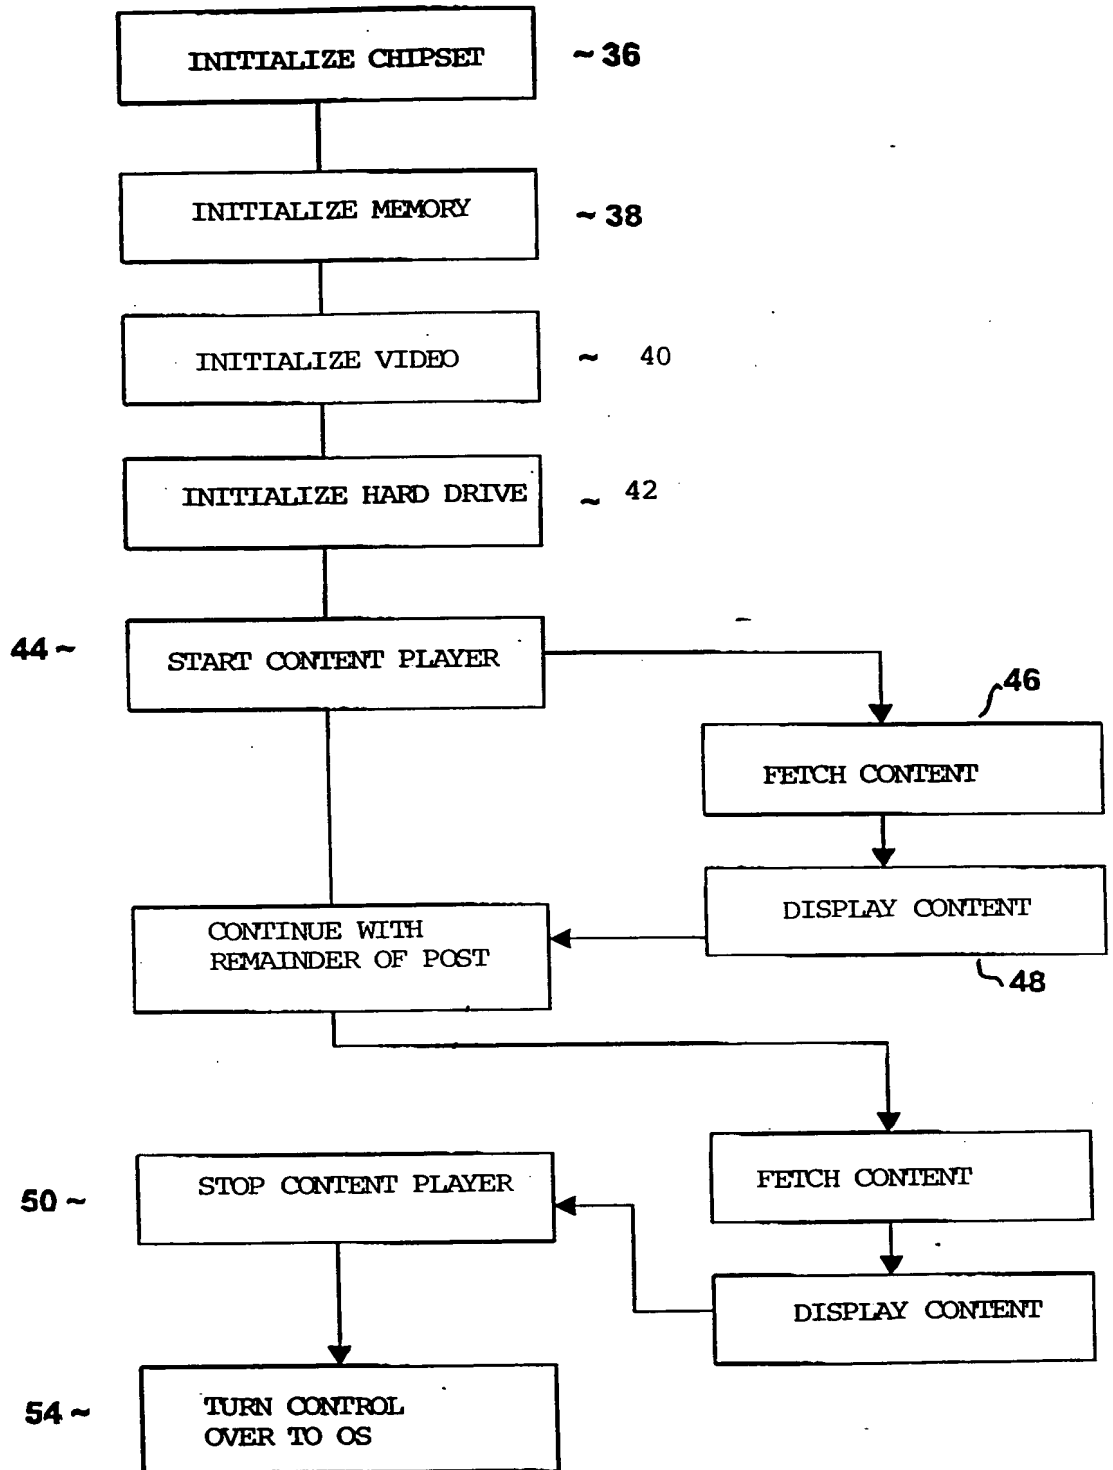 INITIALIZE CHIPSET
~ 36
INITIALIZE MEMORY
~ 38
INITIALIZE VIDEO
~ 40
INITIALIZE HARD DRIVE
~ 42
44 ~
START CONTENT PLAYER
46
FETCH CONTENT
DISPLAY CONTENT
48
CONTINUE WITH
REMAINDER OF POST
FETCH CONTENT
50 ~
STOP CONTENT PLAYER
DISPLAY CONTENT
54 ~
TURN CONTROL
OVER TO OS